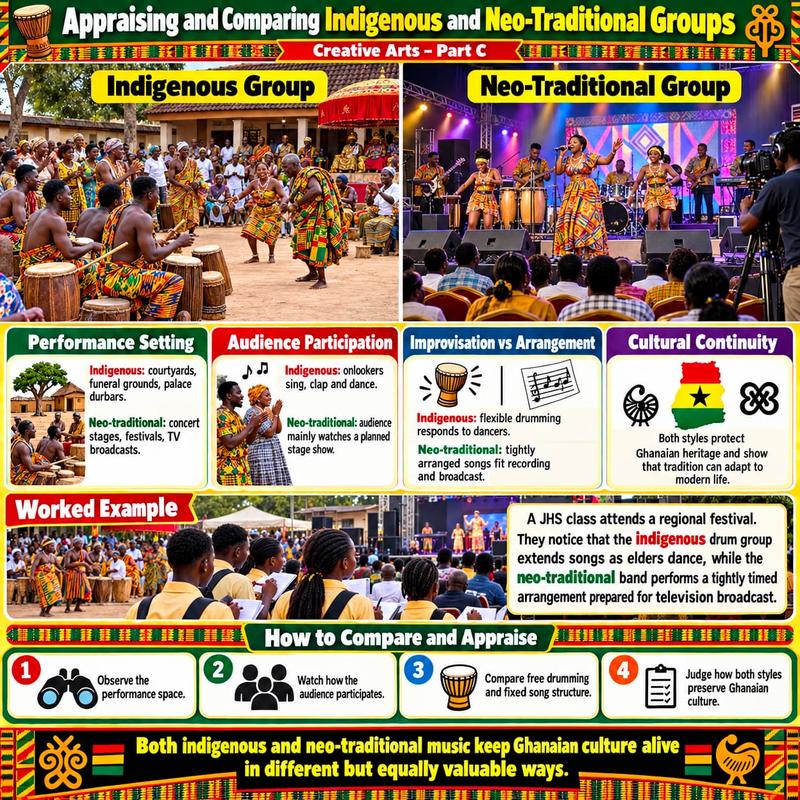 Appraising and Comparing Indigenous and Neo-Traditional Groups
Creative Arts – Part C
Indigenous Group
Neo-Traditional Group
Performance Setting
Indigenous: courtyards,
funeral grounds, palace
durbars.
Neo-traditional: concert
stages, festivals, TV
broadcasts.
Audience Participation
Indigenous: onlookers
sing, clap and dance.
Neo-traditional: audience
mainly watches a planned
stage show.
Improvisation vs Arrangement
Indigenous: flexible drumming
responds to dancers.
Neo-traditional: tightly
arranged songs fit recording
and broadcast.
Cultural Continuity
Both styles protect
Ghanaian heritage and show
that tradition can adapt to
modern life.
Worked Example
A JHS class attends a regional festival.
They notice that the indigenous drum group
extends songs as elders dance, while the
neo-traditional band performs a tightly timed
arrangement prepared for television broadcast.
How to Compare and Appraise
1
Observe the
performance space.
2
Watch how the
audience participates.
3
Compare free drumming
and fixed song structure.
4
Judge how both styles
preserve Ghanaian
culture.
Both indigenous and neo-traditional music keep Ghanaian culture alive
in different but equally valuable ways.